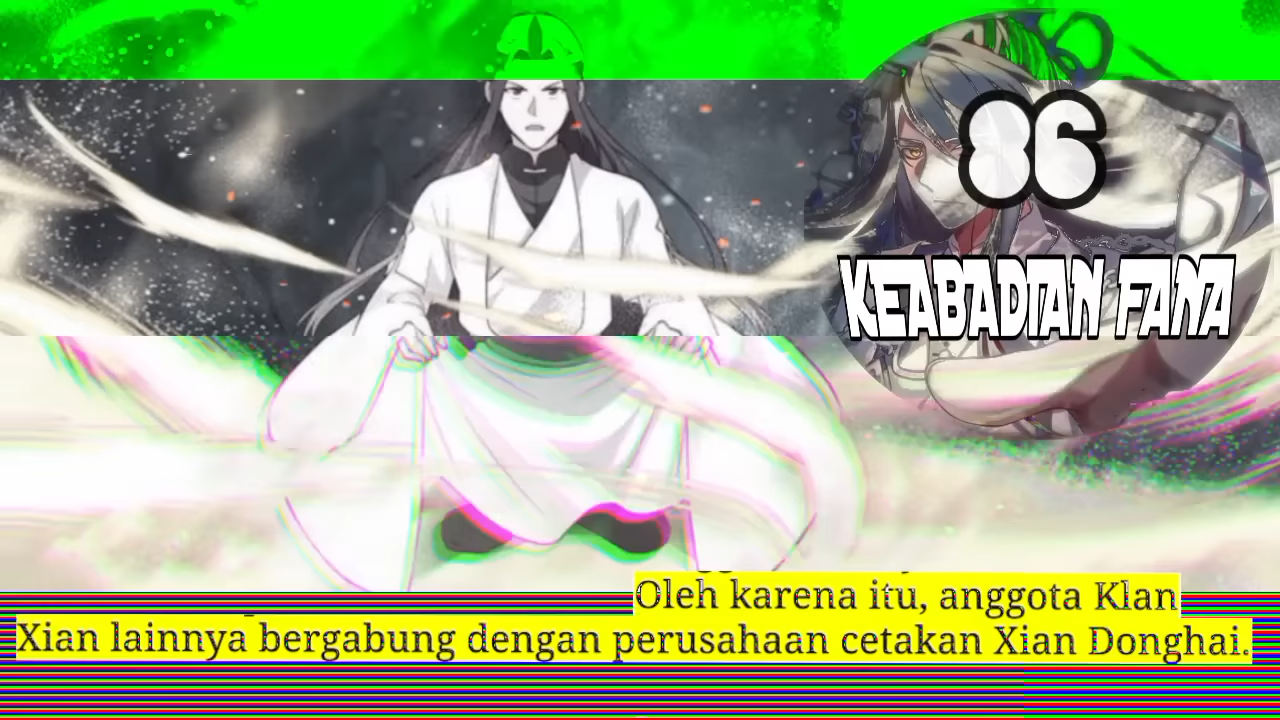 86
KEABADIAN FANA
Oleh karena itu, anggota Klan
Xian lainnya bergabung dengan perusahaan cetakan Xian Donghai.